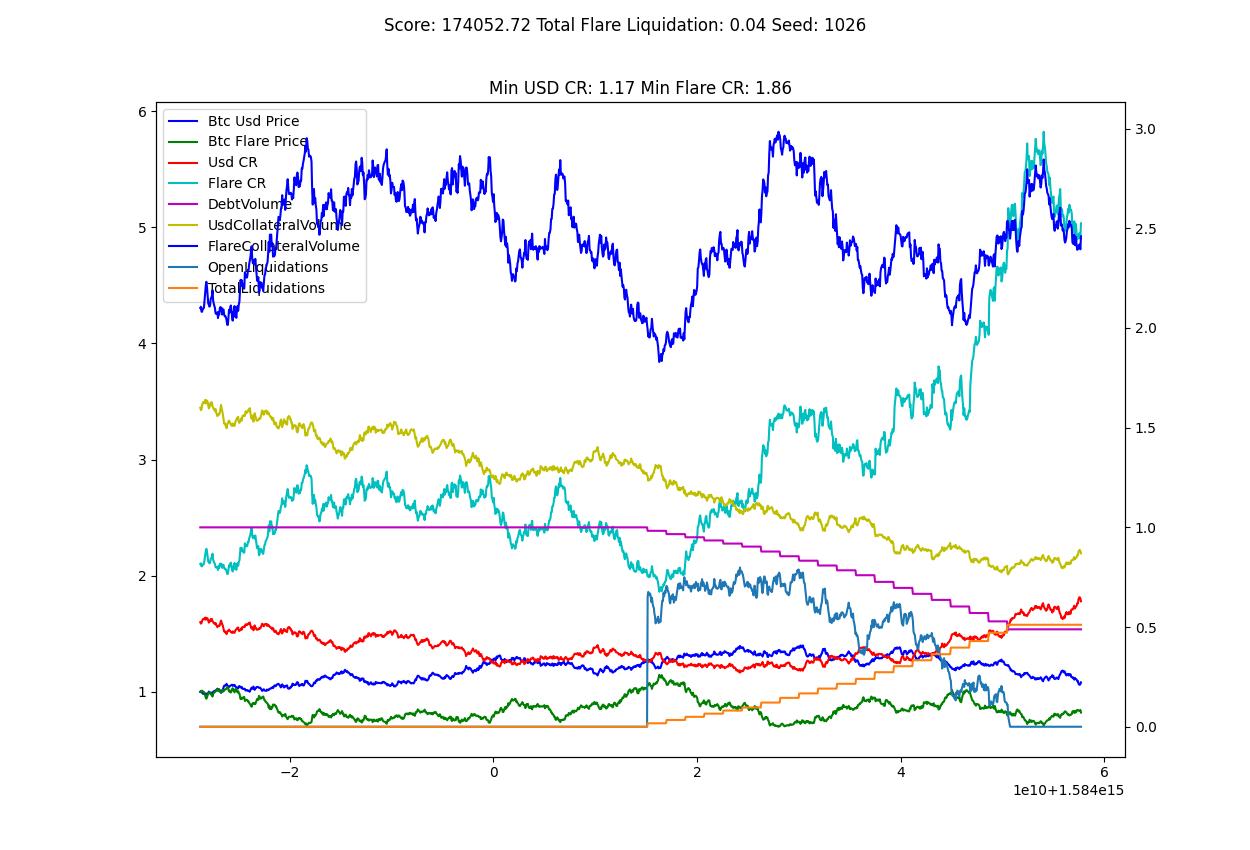 Score: 174052.72 Total Flare Liquidation: 0.04 Seed: 1026
Min USD CR: 1.17 Min Flare CR: 1.86
Btc Usd Price
Btc Flare Price
Usd CR
Flare CR
DebtVolume
UsdCollateralVolume
FlareCollateralVolume
OpenLiquidations
TotalLiquidations
6
5
4
3
2
1
3.0
2.5
2.0
1.5
1.0
0.5
0.0
−2
0
2
4
6
1e10+1.584e15